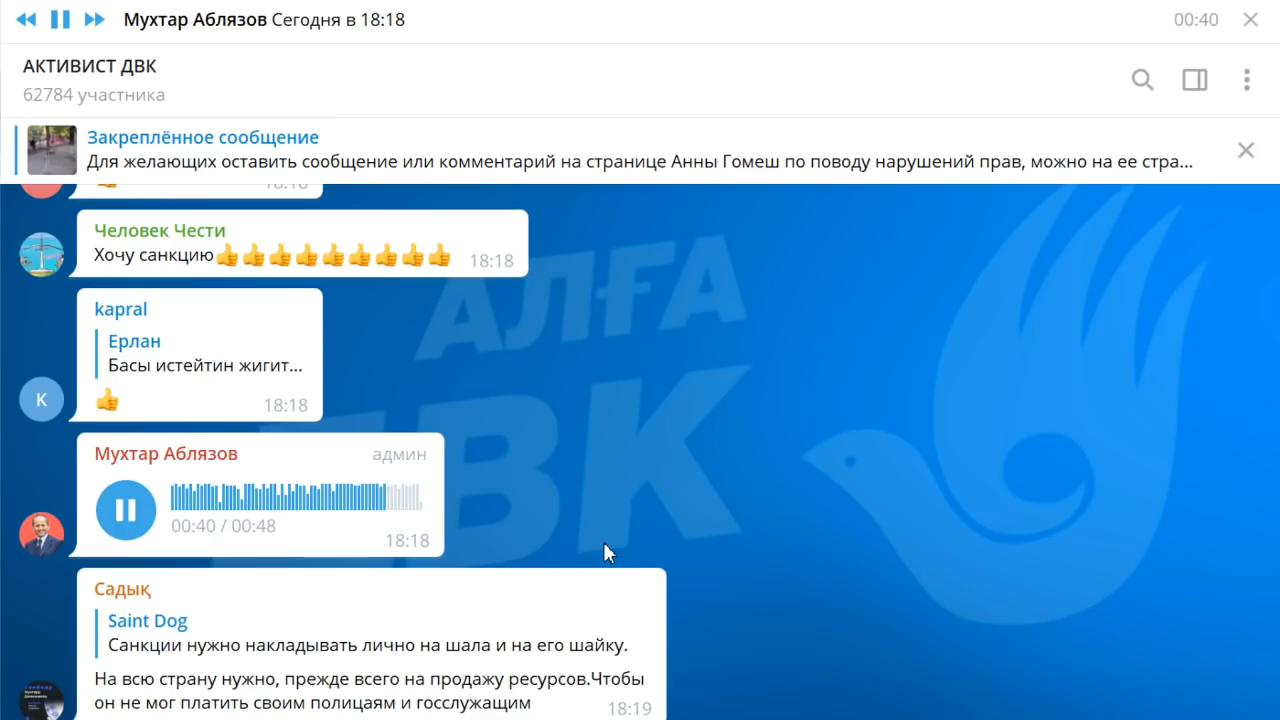 Мухтар Аблязов Сегодня в 18:18
00:40
АКТИВИСТ ДВК
62784 участника
Закреплённое сообщение
Для желающих оставить сообщение или комментарий на странице Анны Гомеш по поводу нарушений прав, можно на ее стра...
18:18
Человек Чести
Хочу санкцию👍👍👍👍👍👍👍👍👍
18:18
kapral
Ерлан
Басы истейтин жигит...
👍
18:18
К
Мухтар Аблязов
админ
00:40 / 00:48
18:18
Садық
Saint Dog
Санкции нужно накладывать лично на шала и на его шайку.
На всю страну нужно, прежде всего на продажу ресурсов.Чтобы
он не мог платить своим полицаям и госслужащим
18:19
АЛҒА
ДВК